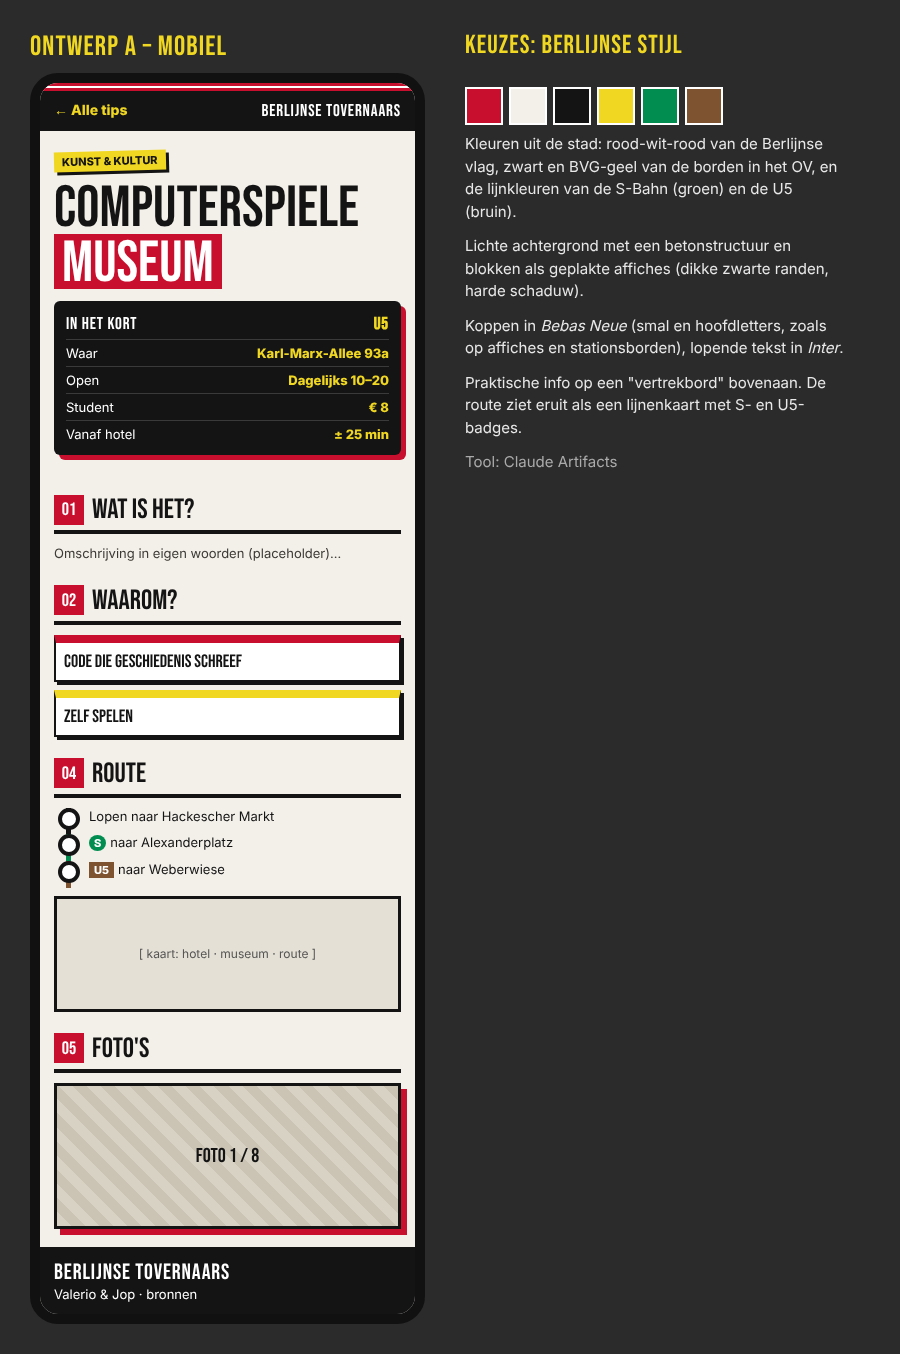 ONTWERP A – MOBIEL
← Alle tips
BERLIJNSE TOVERNAARS
KUNST & KULTUR
COMPUTERSPIELE
MUSEUM
IN HET KORT U5
Waar Karl-Marx-Allee 93a
Open Dagelijks 10–20
Student € 8
Vanaf hotel ± 25 min
01 WAT IS HET?
Omschrijving in eigen woorden (placeholder)...
02 WAAROM?
CODE DIE GESCHIEDENIS SCHREEF
ZELF SPELEN
04 ROUTE
Lopen naar Hackescher Markt
S naar Alexanderplatz
U5 naar Weberwiese
[ kaart: hotel · museum · route ]
05 FOTO'S
FOTO 1 / 8
BERLIJNSE TOVERNAARS
Valerio & Jop · bronnen
KEUZES: BERLIJNSE STIJL
Kleuren uit de stad: rood-wit-rood van de Berlijnse
vlag, zwart en BVG-geel van de borden in het OV, en
de lijnkleuren van de S-Bahn (groen) en de U5
(bruin).
Lichte achtergrond met een betonstructuur en
blokken als geplakte affiches (dikke zwarte randen,
harde schaduw).
Koppen in Bebas Neue (smal en hoofdletters, zoals
op affiches en stationsborden), lopende tekst in Inter.
Praktische info op een "vertrekbord" bovenaan. De
route ziet eruit als een lijnenkaart met S- en U5-
badges.
Tool: Claude Artifacts